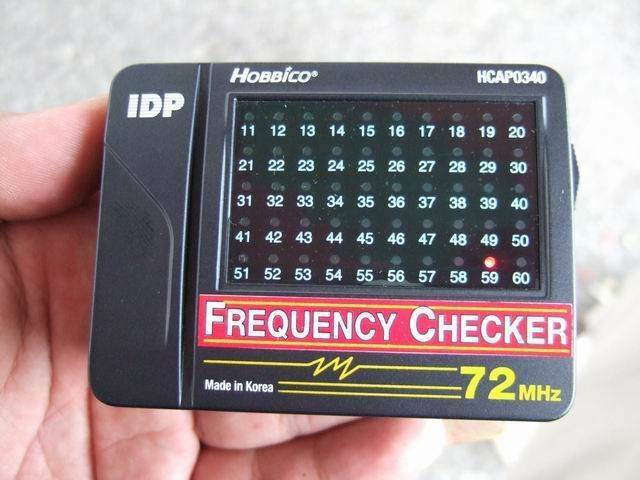 HOBBICO® HCAP0340
IDP
11 12 13 14 15 16 17 18 19 20
21 22 23 24 25 26 27 28 29 30
31 32 33 34 35 36 37 38 39 40
41 42 43 44 45 46 47 48 49 50
51 52 53 54 55 56 57 58 59 60
FREQUENCY CHECKER
Made in Korea 72 MHz